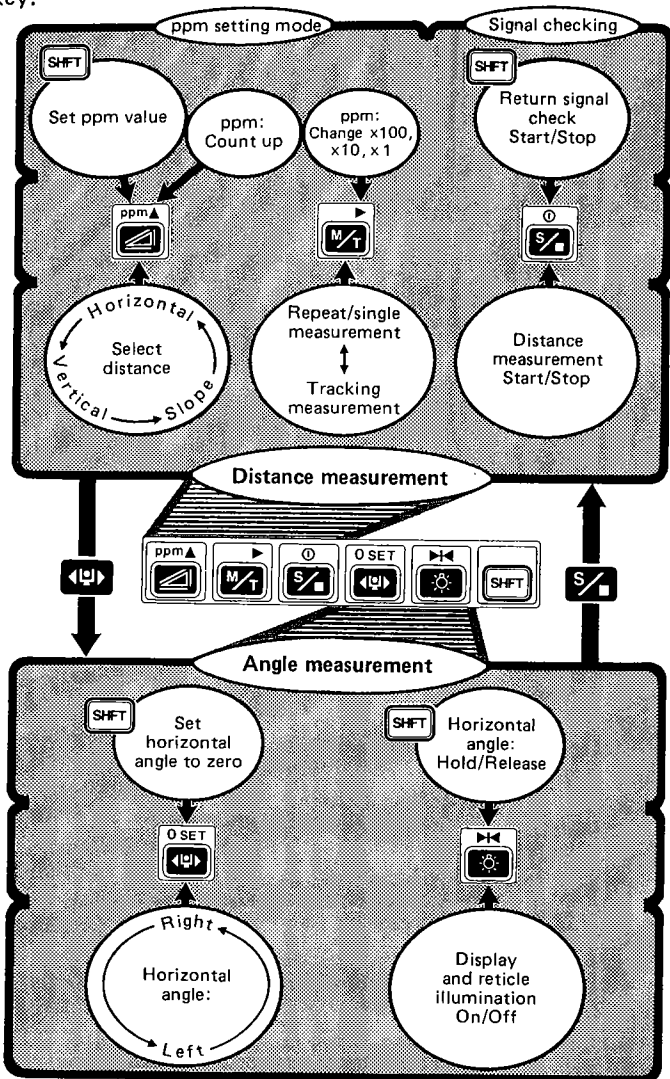 key.
ppm setting mode
Signal checking
SHFT
Set ppm value
ppm:
Count up
ppm:
Change x100,
x10, x1
SHFT
Return signal
check
Start/Stop
ppm▲
▶
M/T
S/■
Horizontal
Vertical
Slope
Select
distance
Repeat/single
measurement
Tracking
measurement
Distance
measurement
Start/Stop
Distance measurement
ppm▲
▶
0 SET
M/T
S/■
SHFT
S/■
Angle measurement
SHFT
Set
horizontal
angle to zero
SHFT
Horizontal
angle:
Hold/Release
0 SET
Right
Horizontal
angle:
Left
Display
and reticle
illumination
On/Off